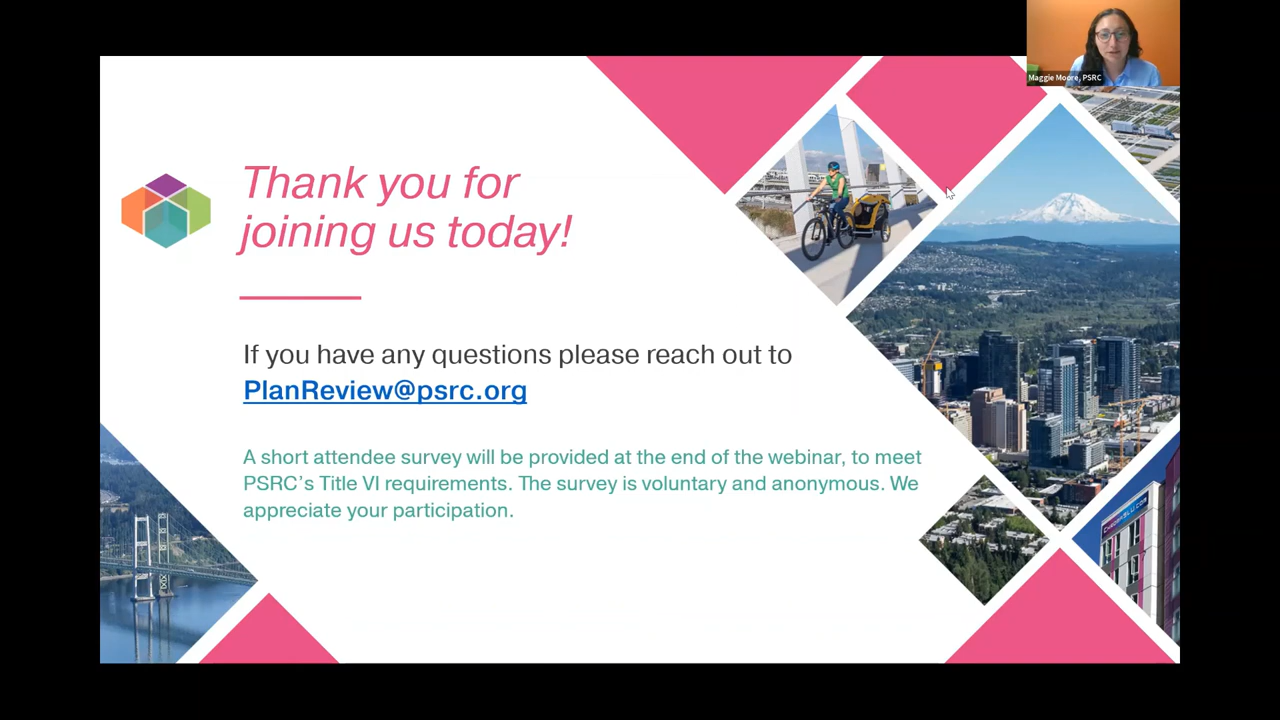 Maggie Moore, PSRC
Thank you for
joining us today!
If you have any questions please reach out to
PlanReview@psrc.org
A short attendee survey will be provided at the end of the webinar, to meet
PSRC's Title VI requirements. The survey is voluntary and anonymous. We
appreciate your participation.